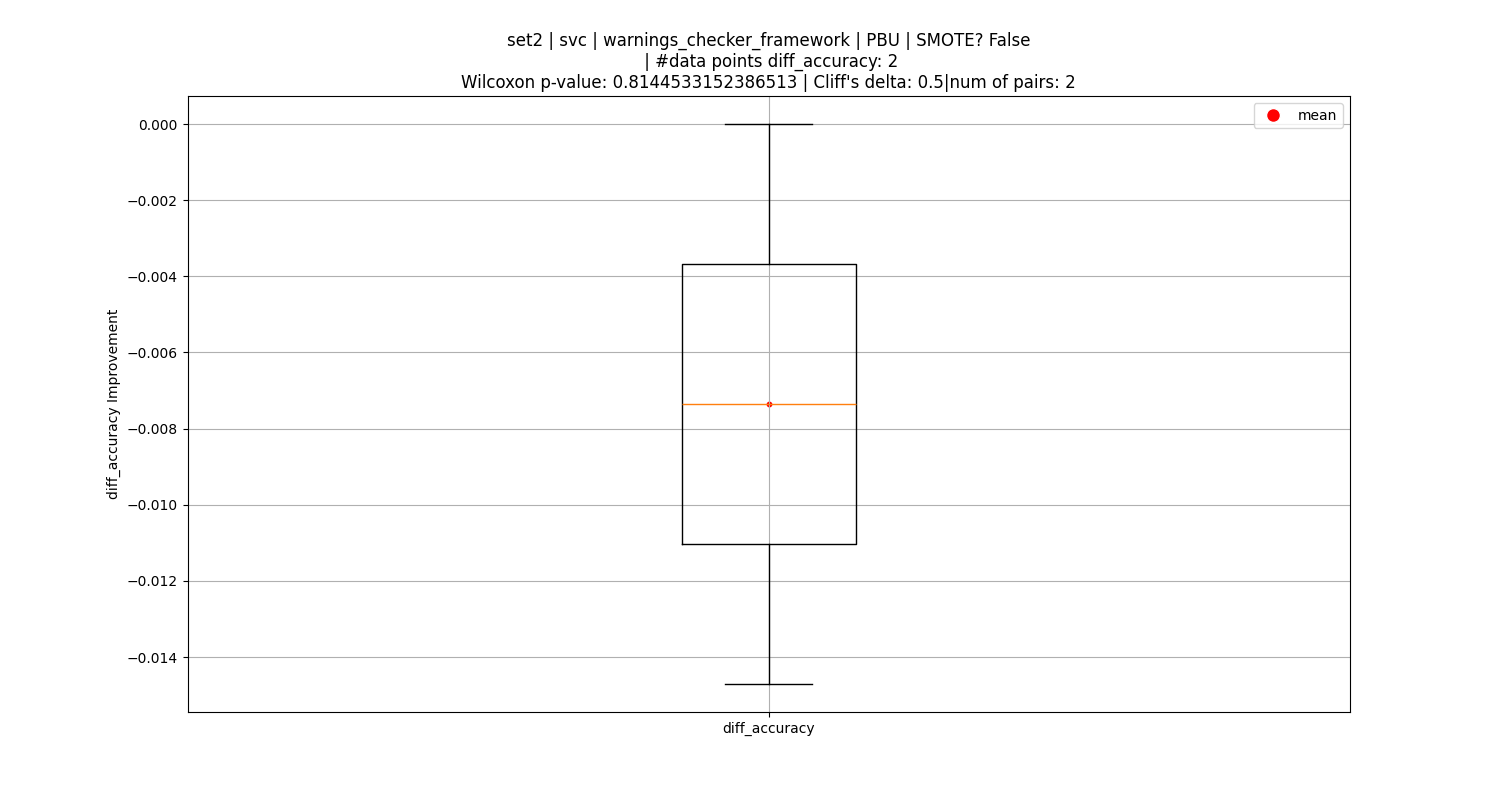 set2 | svc | warnings_checker_framework | PBU | SMOTE? False
| #data points diff_accuracy: 2
Wilcoxon p-value: 0.8144533152386513 | Cliff's delta: 0.5|num of pairs: 2
mean
0.000
−0.002
−0.004
−0.006
−0.008
−0.010
−0.012
−0.014
diff_accuracy Improvement
diff_accuracy